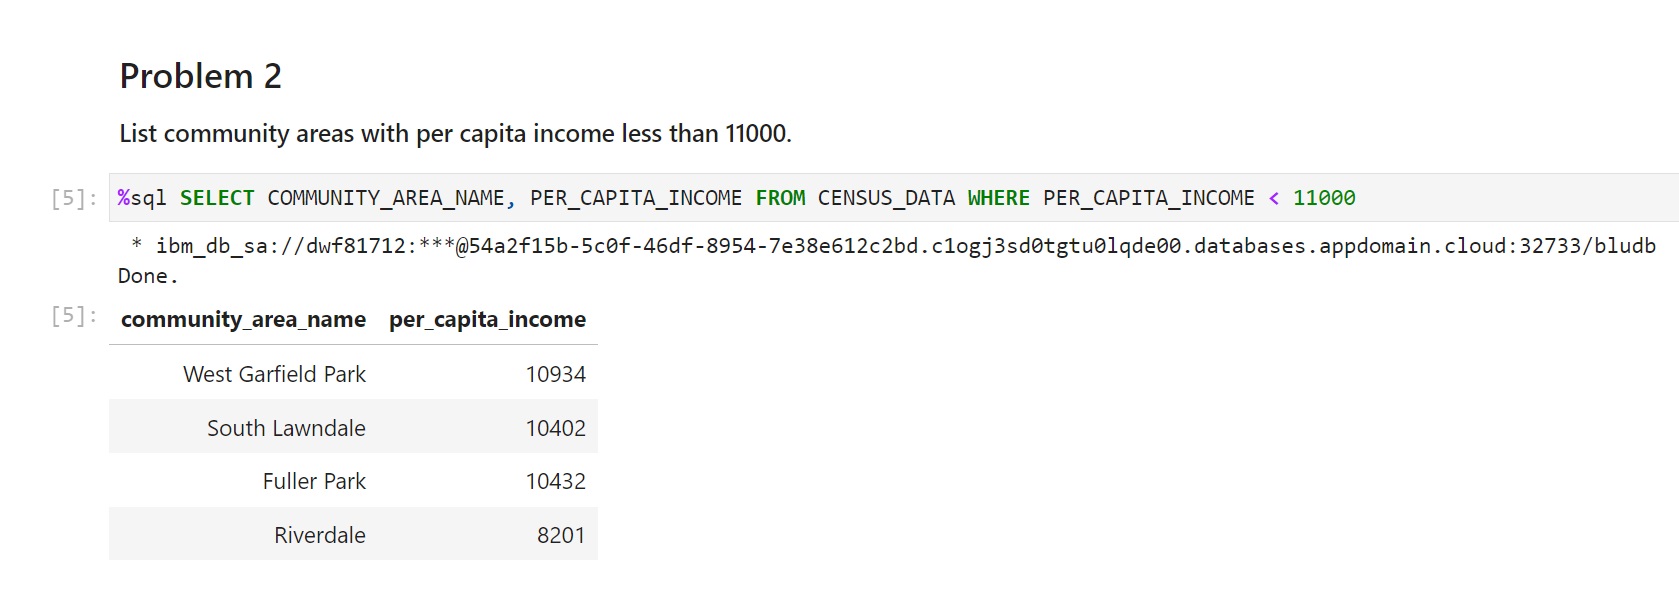 Problem 2
List community areas with per capita income less than 11000.
[5]: %sql SELECT COMMUNITY_AREA_NAME, PER_CAPITA_INCOME FROM CENSUS_DATA WHERE PER_CAPITA_INCOME < 11000
* ibm_db_sa://dwf81712:***@54a2f15b-5c0f-46df-8954-7e38e612c2bd.c1ogj3sd0tgtu0lqde00.databases.appdomain.cloud:32733/bludb
Done.
[5]: community_area_name per_capita_income
West Garfield Park 10934
South Lawndale 10402
Fuller Park 10432
Riverdale 8201